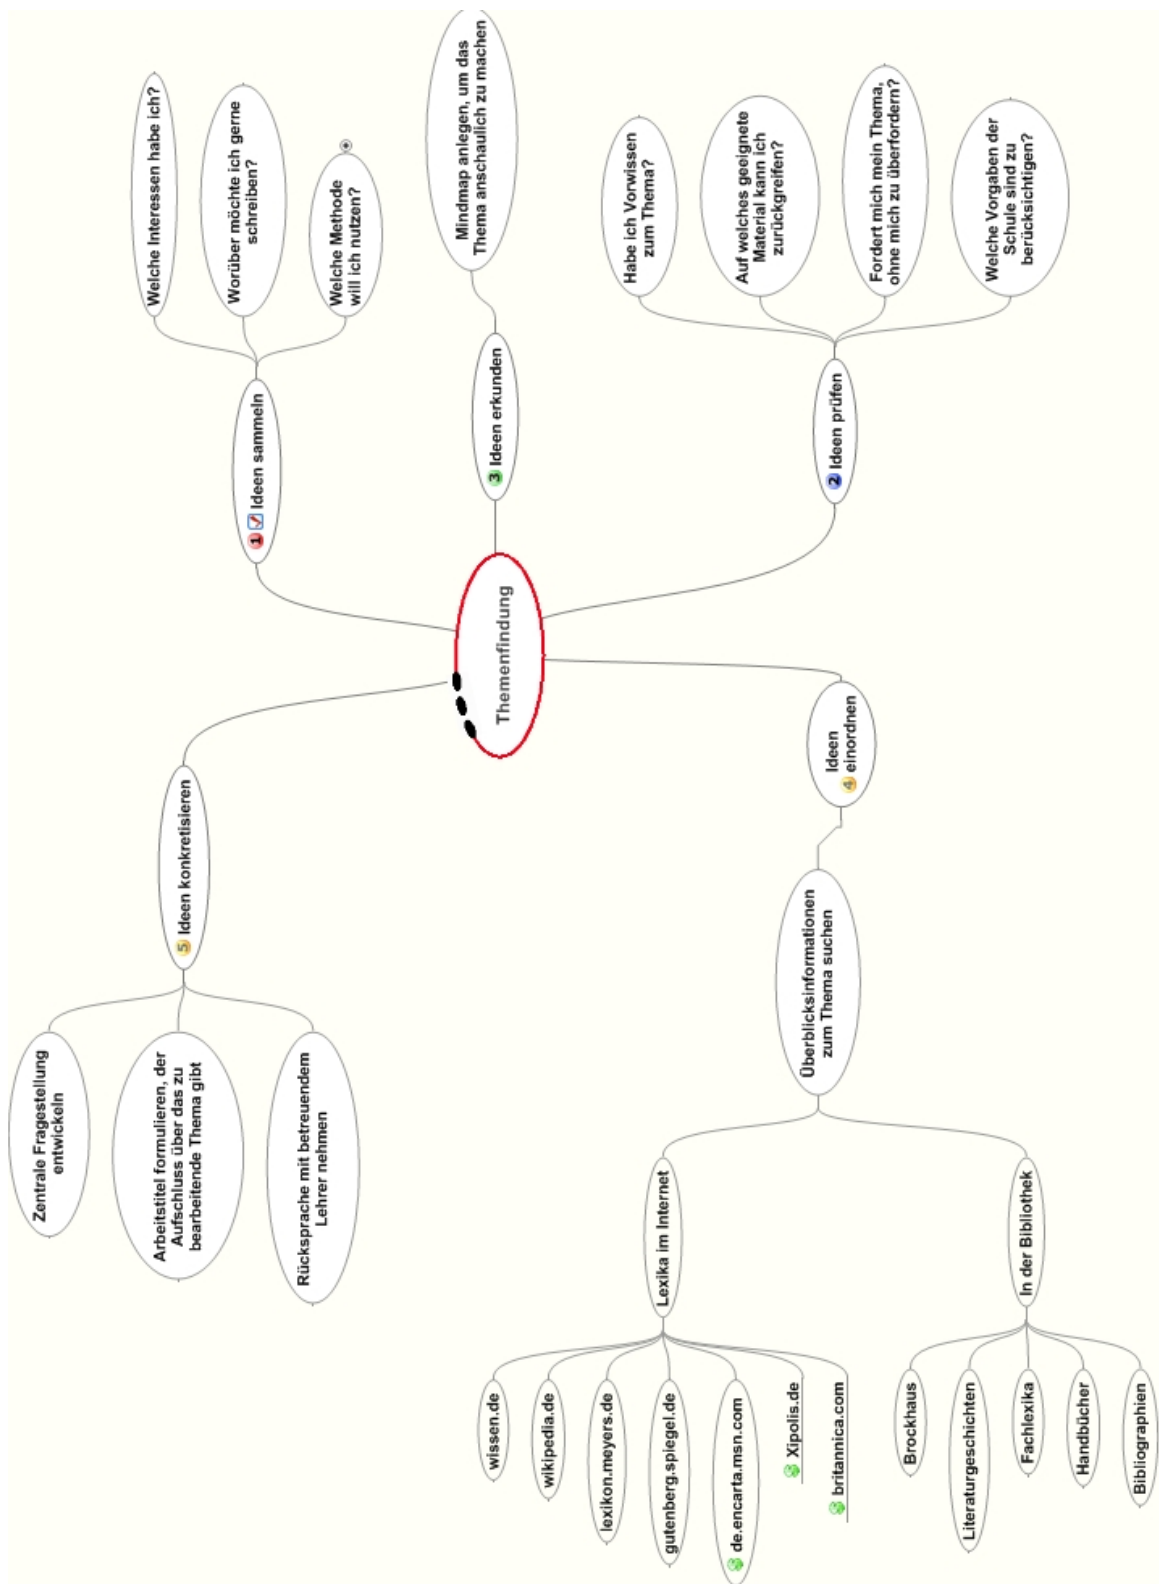 Themenfindung
1 Ideen sammeln
Welche Interessen habe ich?
Worüber möchte ich gerne
schreiben?
Welche Methode
will ich nutzen?
3 Ideen erkunden
Mindmap anlegen, um das
Thema anschaulich zu machen
2 Ideen prüfen
Habe ich Vorwissen
zum Thema?
Auf welches geeignete
Material kann ich
zurückgreifen?
Fordert mich mein Thema,
ohne mich zu überfordern?
Welche Vorgaben der
Schule sind zu
berücksichtigen?
5 Ideen konkretisieren
Zentrale Fragestellung
entwickeln
Arbeitstitel formulieren, der
Aufschluss über das zu
bearbeitende Thema gibt
Rücksprache mit betreuendem
Lehrer nehmen
Ideen
4 einordnen
Überblicksinformationen
zum Thema suchen
Lexika im Internet
wissen.de
wikipedia.de
lexikon.meyers.de
gutenberg.spiegel.de
de.encarta.msn.com
Xipolis.de
britannica.com
In der Bibliothek
Brockhaus
Literaturgeschichten
Fachlexika
Handbücher
Bibliographien